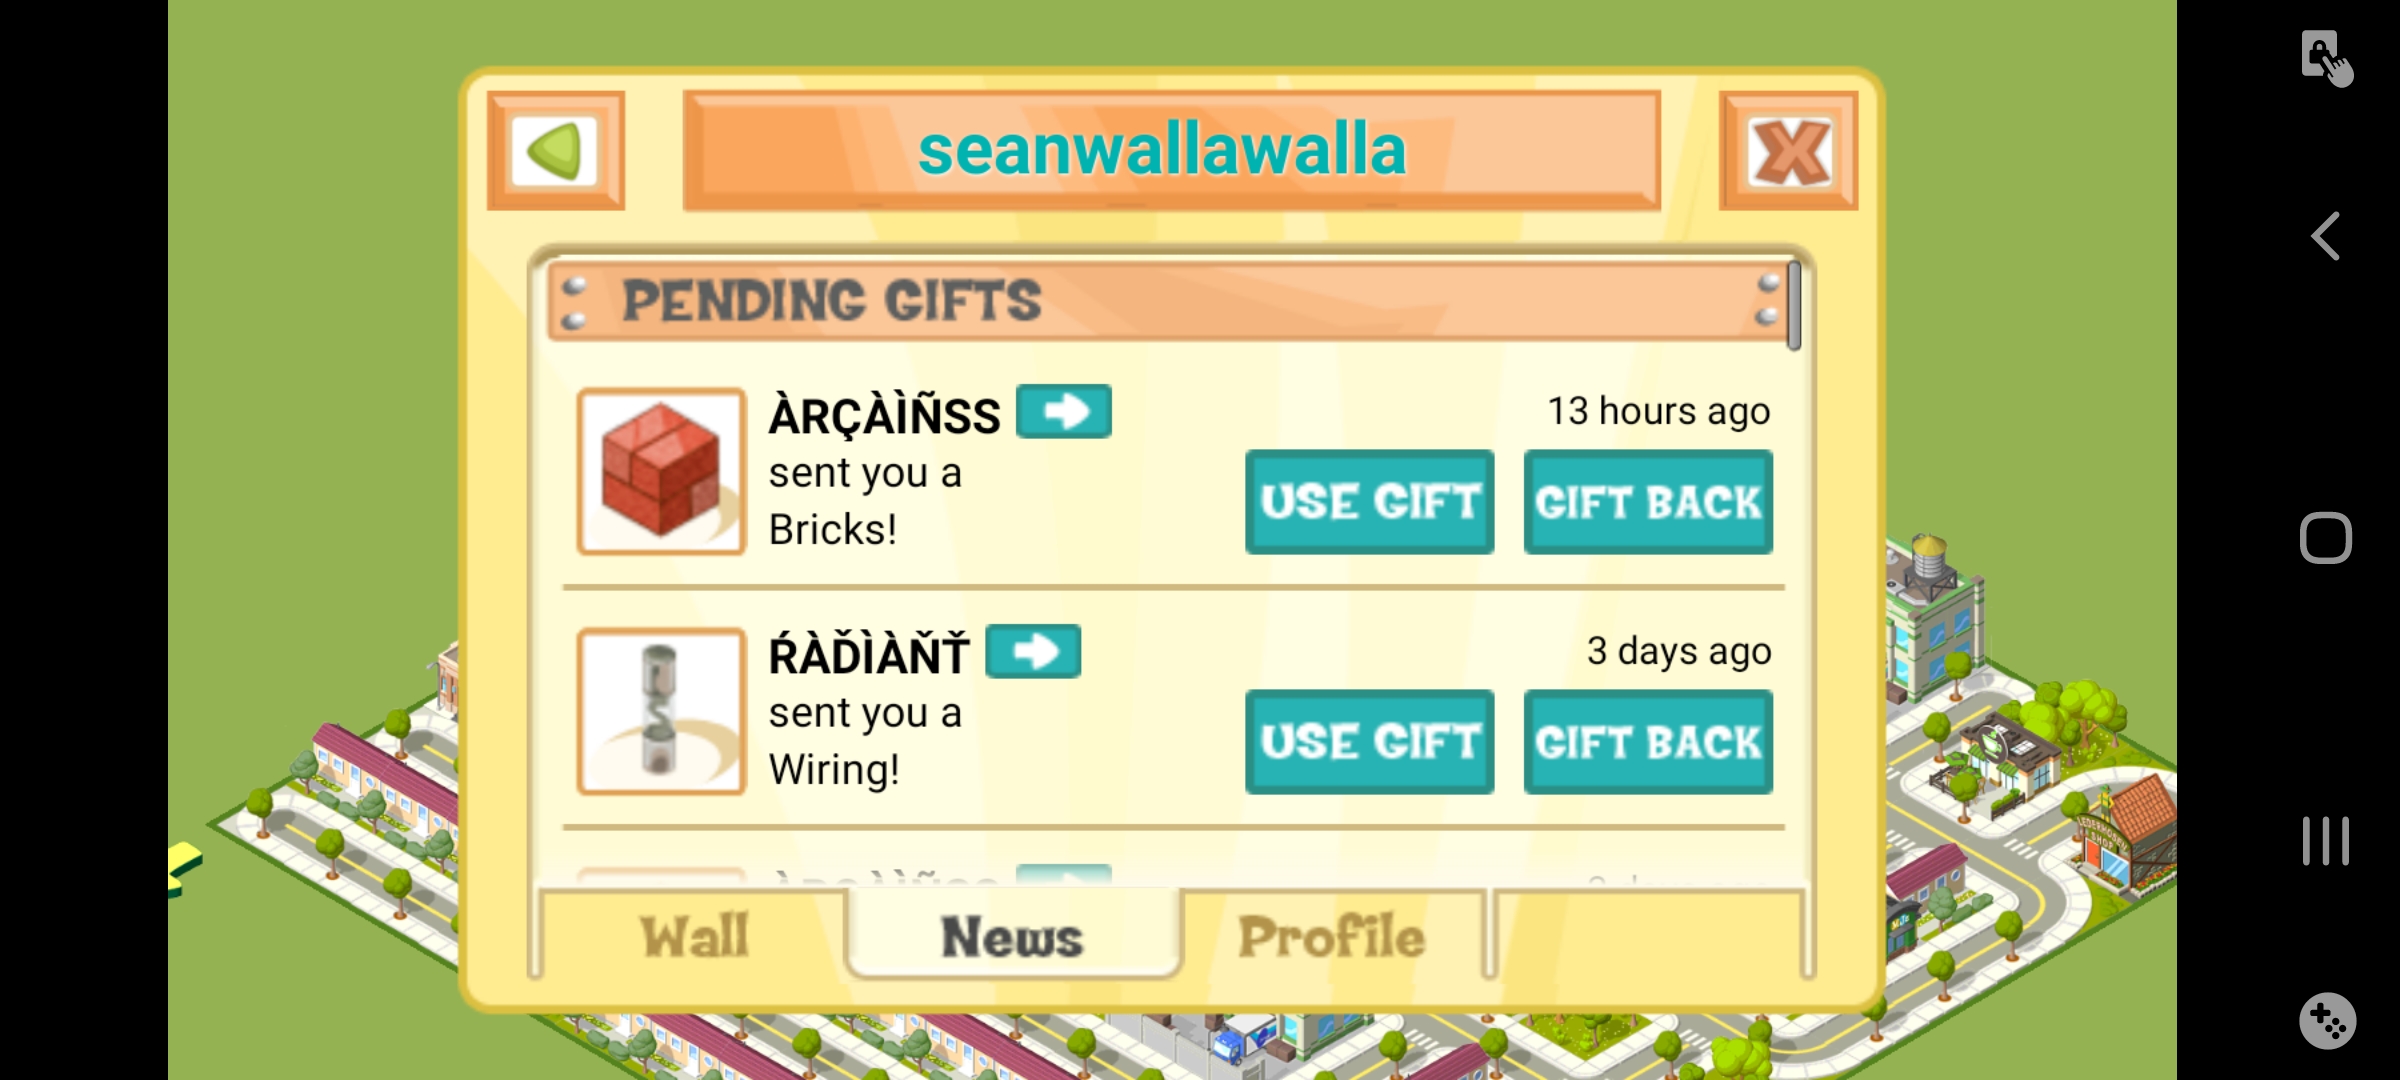 seanwallawalla
PENDING GIFTS
ÀRÇÀÌÑSS
13 hours ago
sent you a
Bricks!
USE GIFT
GIFT BACK
ŔÀĎÌÀŇŤ
3 days ago
sent you a
Wiring!
USE GIFT
GIFT BACK
Wall
News
Profile